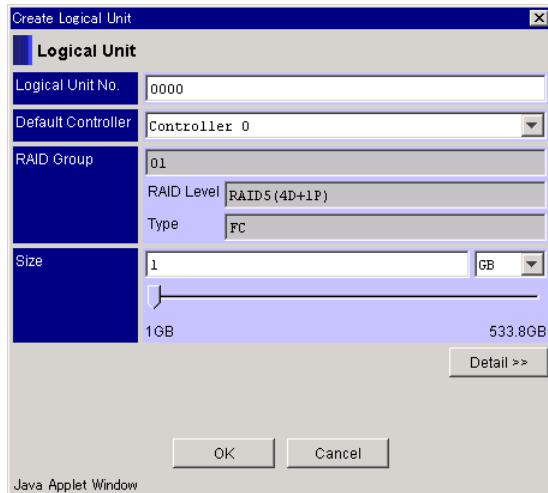 Create Logical Unit
Logical Unit
Logical Unit No. 0000
Default Controller Controller 0
RAID Group 01
RAID Level RAID5(4D+1P)
Type FC
Size 1 GB
1GB 533.8GB
Detail >>
OK Cancel
Java Applet Window